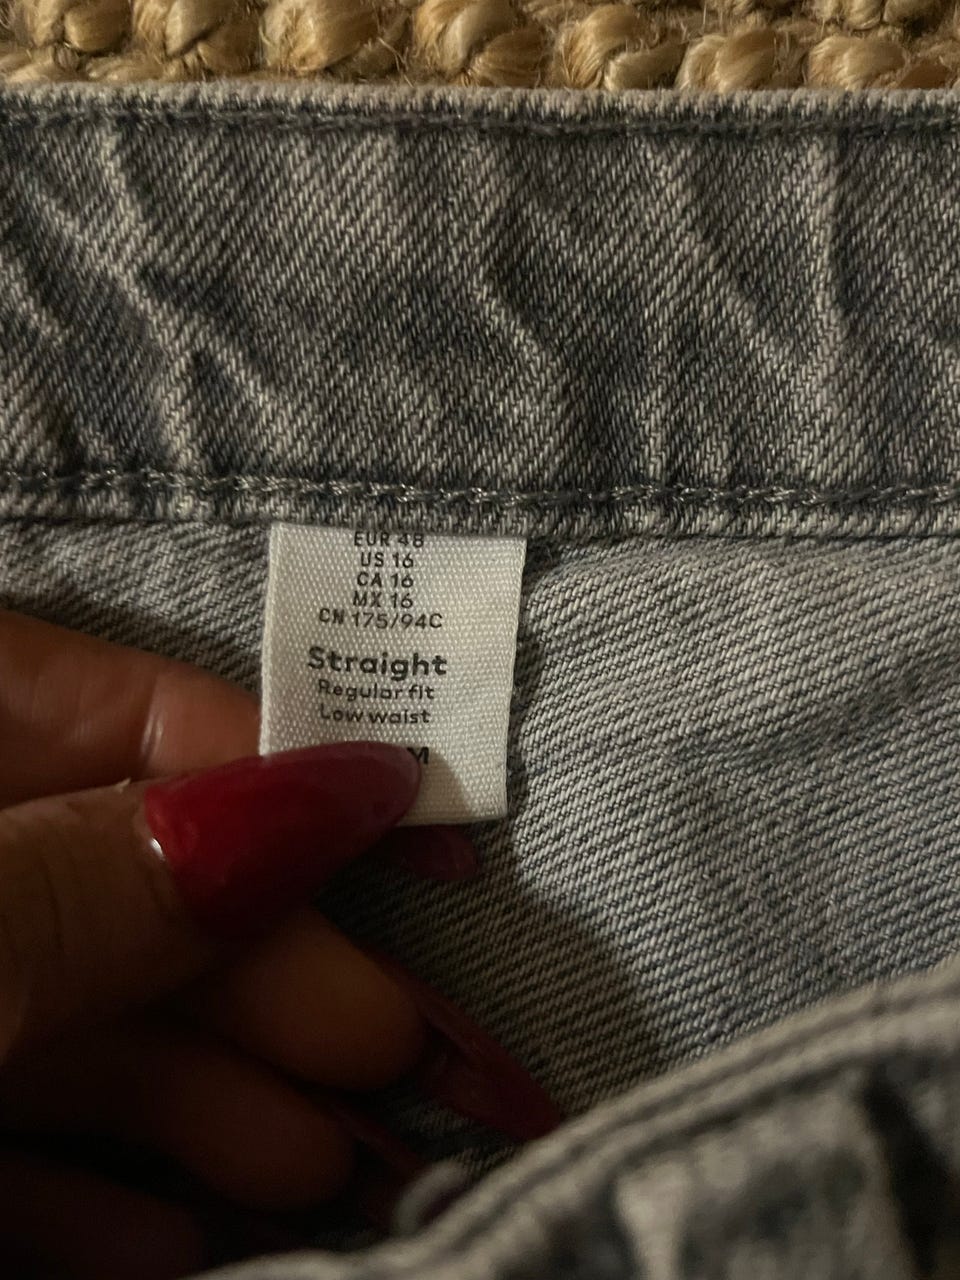 EUR 48
US 16
CA 16
MX 16
CN 175/94C
Straight
Regular fit
Low waist